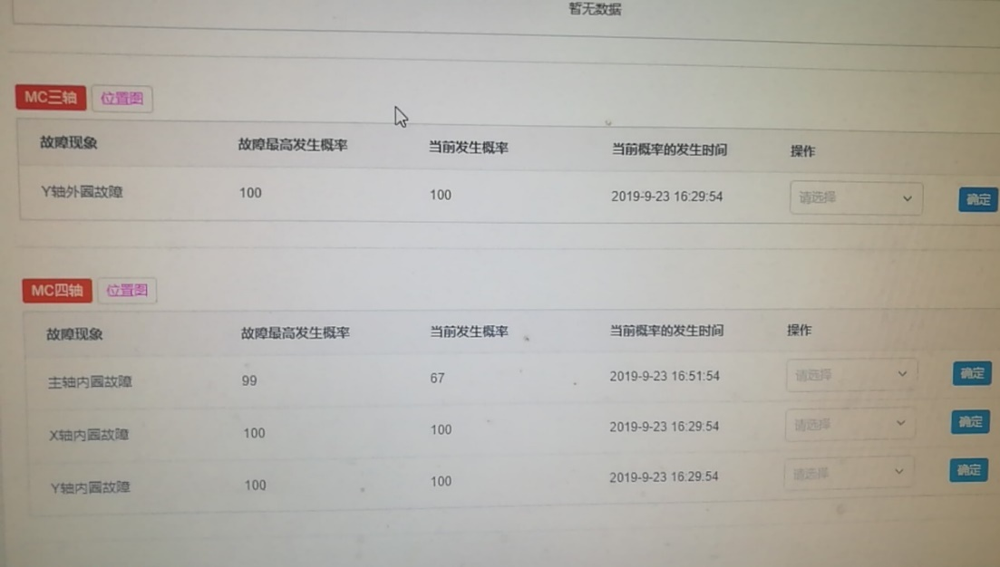 暂无数据
MC三轴 位置图
故障现象 故障最高发生概率 当前发生概率 当前概率的发生时间 操作
Y轴外圆故障 100 100 2019-9-23 16:29:54 请选择 确定
MC四轴 位置图
故障现象 故障最高发生概率 当前发生概率 当前概率的发生时间 操作
主轴内圆故障 99 67 2019-9-23 16:51:54 请选择 确定
X轴内圆故障 100 100 2019-9-23 16:29:54 请选择 确定
Y轴内圆故障 100 100 2019-9-23 16:29:54 请选择 确定